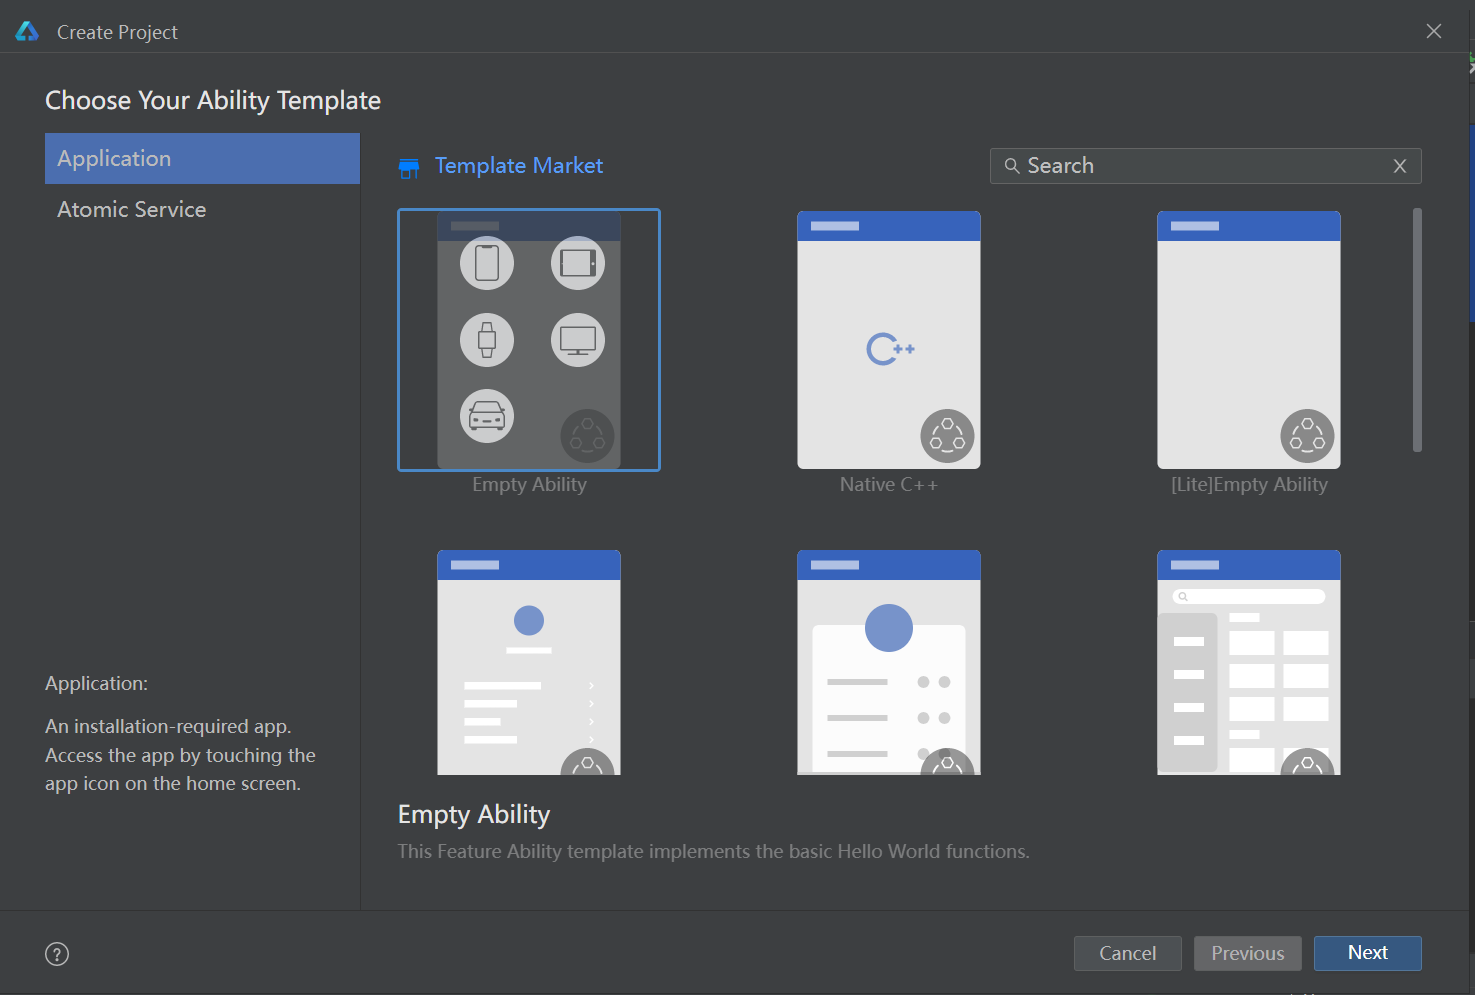 Create Project
Choose Your Ability Template
Application
Atomic Service
Template Market
Search
Empty Ability
C++
Native C++
[Lite]Empty Ability
Application:
An installation-required app.
Access the app by touching the
app icon on the home screen.
Empty Ability
This Feature Ability template implements the basic Hello World functions.
?
Cancel
Previous
Next